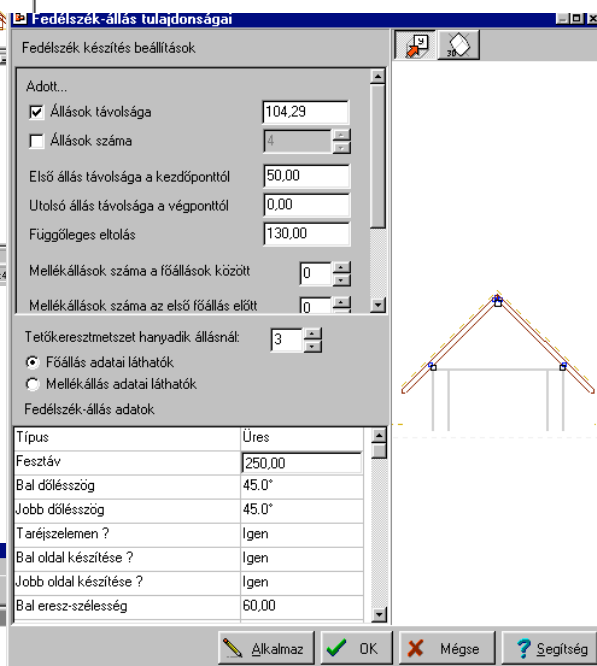 Fedélszék-állás tulajdonságai
Fedélszék készítés beállítások
Adott...
Állások távolsága 104,29
Állások száma 4
Első állás távolsága a kezdőponttól 50,00
Utolsó állás távolsága a végponttól 0,00
Függőleges eltolás 130,00
Mellékállások száma a főállások között 0
Mellékállások száma az első főállás előtt 0
Tetőkeresztmetszet hanyadik állásnál: 3
Főállás adatai láthatók
Mellékállás adatai láthatók
Fedélszék-állás adatok
Típus Üres
Fesztáv 250,00
Bal dőlésszög 45.0°
Jobb dőlésszög 45.0°
Taréjszelemen ? Igen
Bal oldal készítése ? Igen
Jobb oldal készítése ? Igen
Bal eresz-szélesség 60,00
Alkalmaz OK Mégse ? Segítség